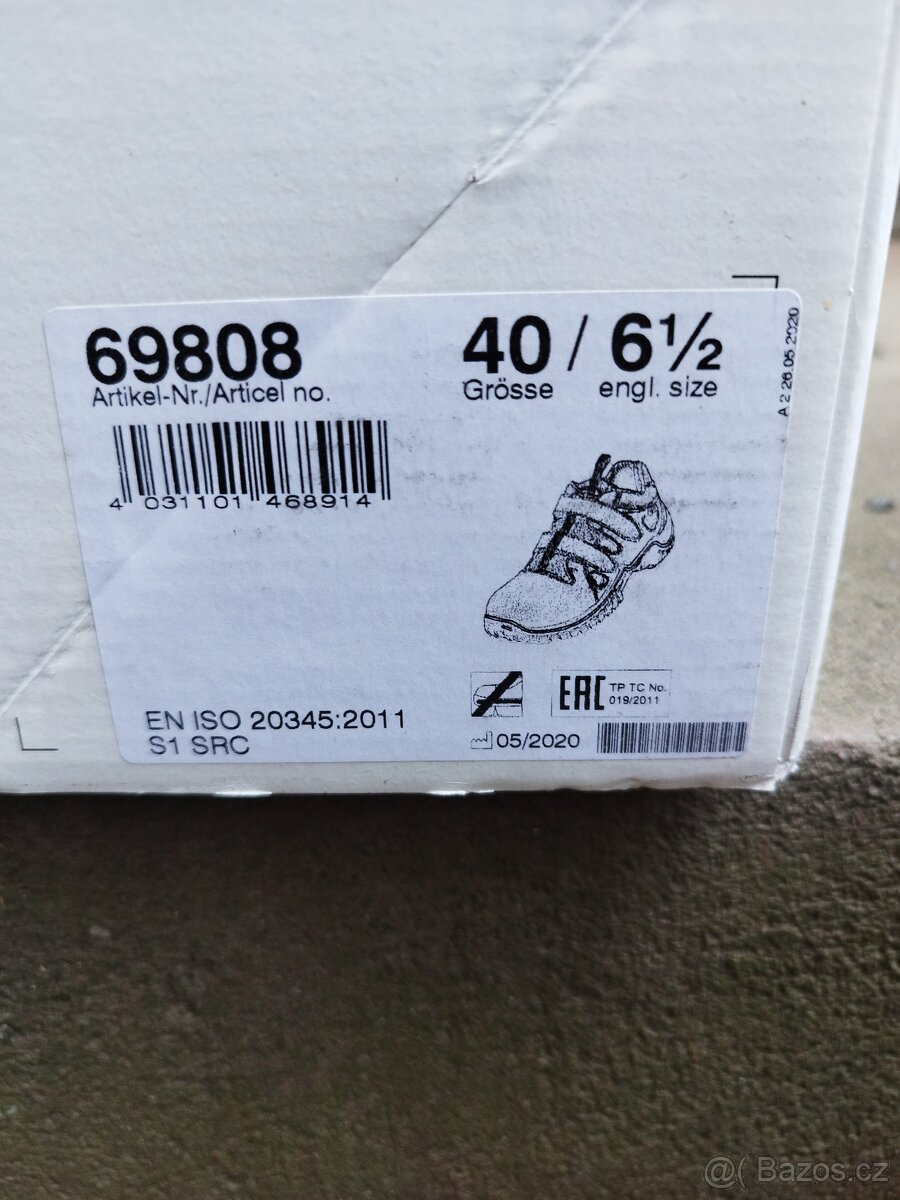 69808
Artikel-Nr./Articel no.
40 / 6½
Grösse engl. size
A 2 28.05.2020
4 031101 468914
EN ISO 20345:2011
S1 SRC
EAC TP TC No.
019/2011
05/2020
@( Bazos.cz